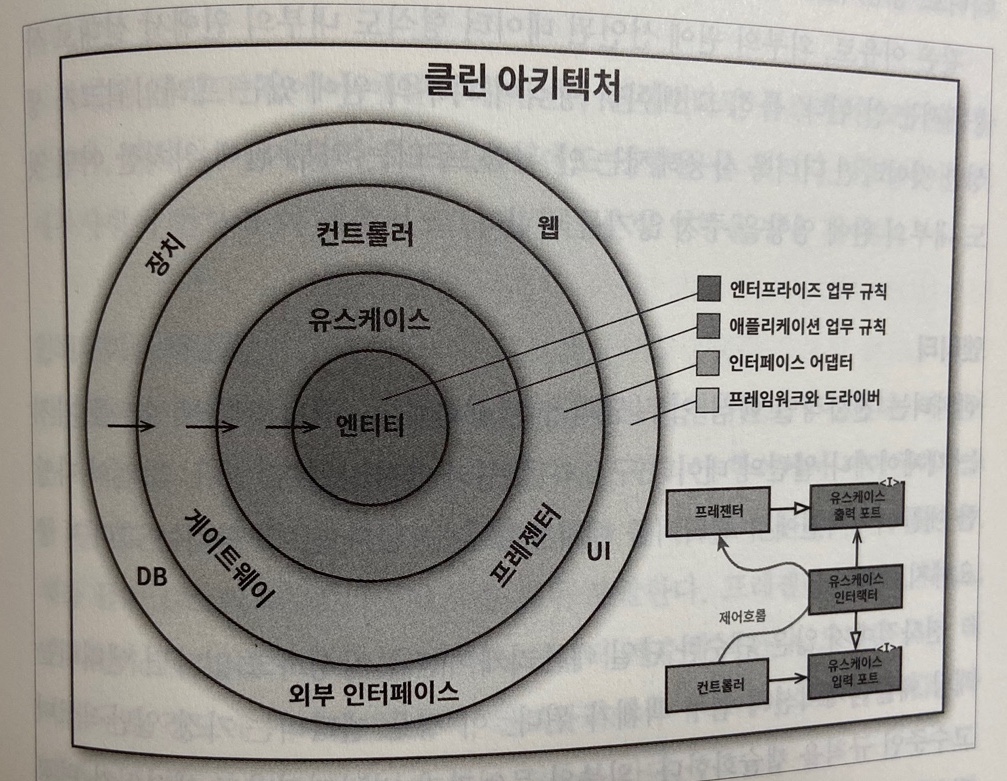 클린 아키텍처
장치
컨트롤러
웹
유스케이스
엔티티
게이트웨이
프레젠터
DB
UI
외부 인터페이스
엔터프라이즈 업무 규칙
애플리케이션 업무 규칙
인터페이스 어댑터
프레임워크와 드라이버
프레젠터
<I>
유스케이스
출력 포트
유스케이스
인터랙터
제어흐름
컨트롤러
<I>
유스케이스
입력 포트